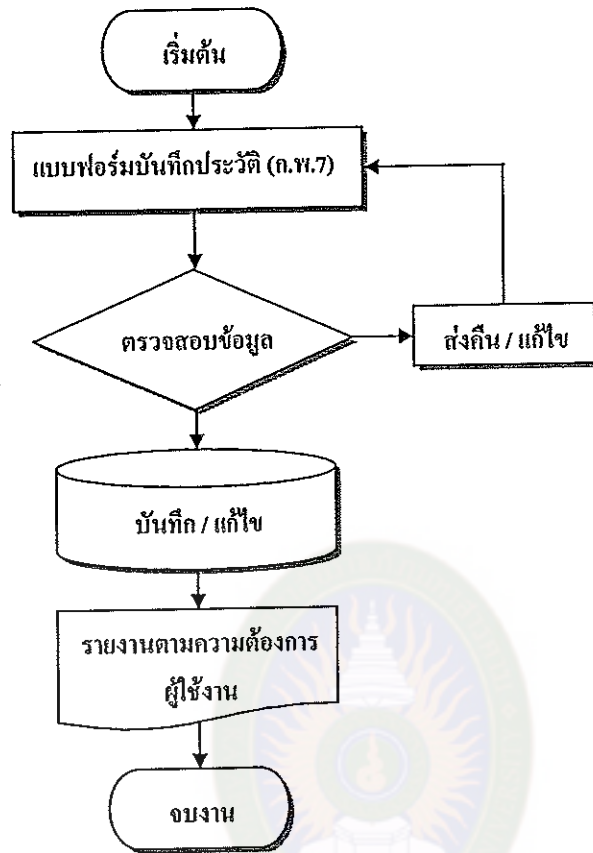 เริ่มต้น
แบบฟอร์มบันทึกประวัติ (ก.พ.7)
ตรวจสอบข้อมูล
ส่งคืน / แก้ไข
บันทึก / แก้ไข
รายงานตามความต้องการ
ผู้ใช้งาน
จบงาน